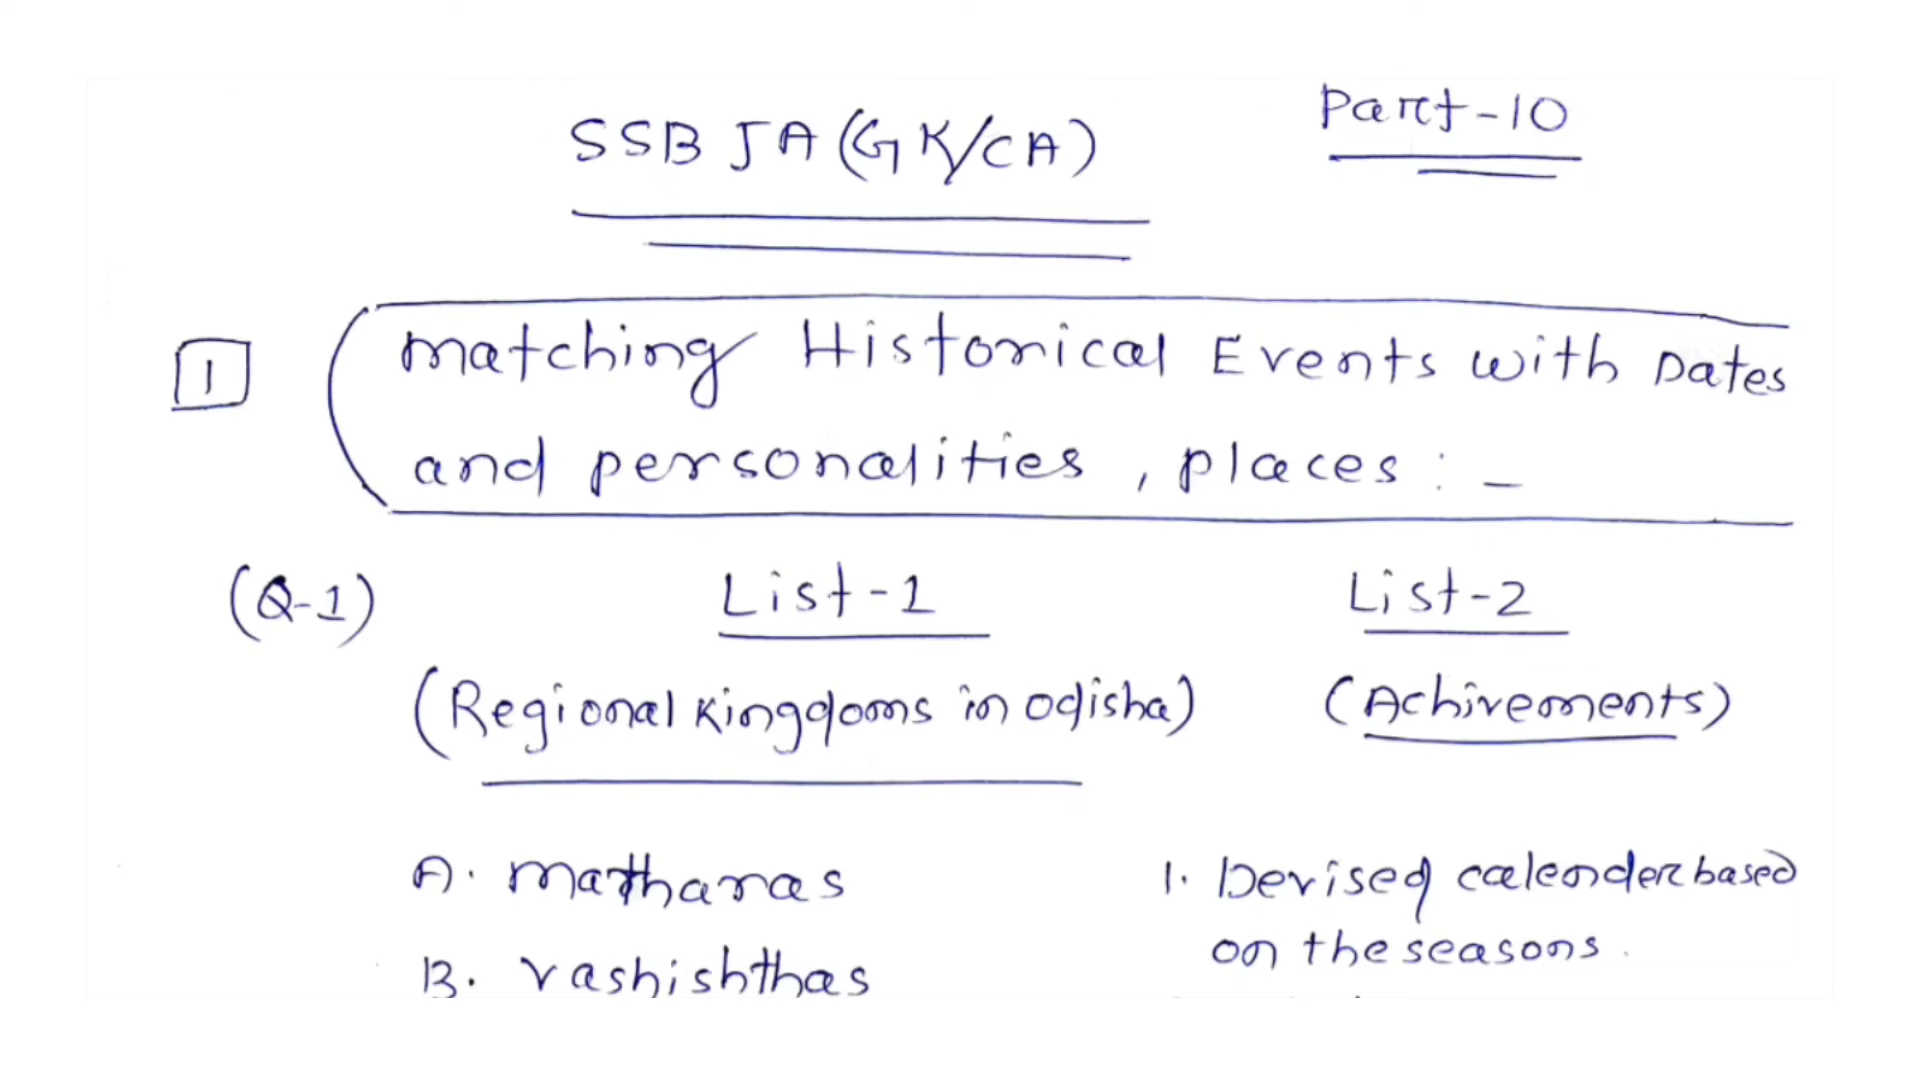 SSB JA (GK/CA)
Part-10
1
Matching Historical Events with Dates
and personalities, places : -
(Q-1)
List-1
List-2
(Regional Kingdoms in odisha)
(Achivements)
A. Matharas
1. Devised calender based
on the seasons.
B. Vashishthas